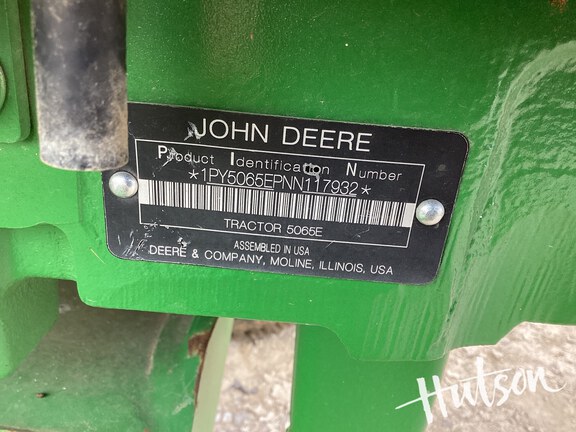 JOHN DEERE
Product Identification Number
*1PY5065EPNN117932*
TRACTOR 5065E
ASSEMBLED IN USA
DEERE & COMPANY, MOLINE, ILLINOIS, USA
Hutson